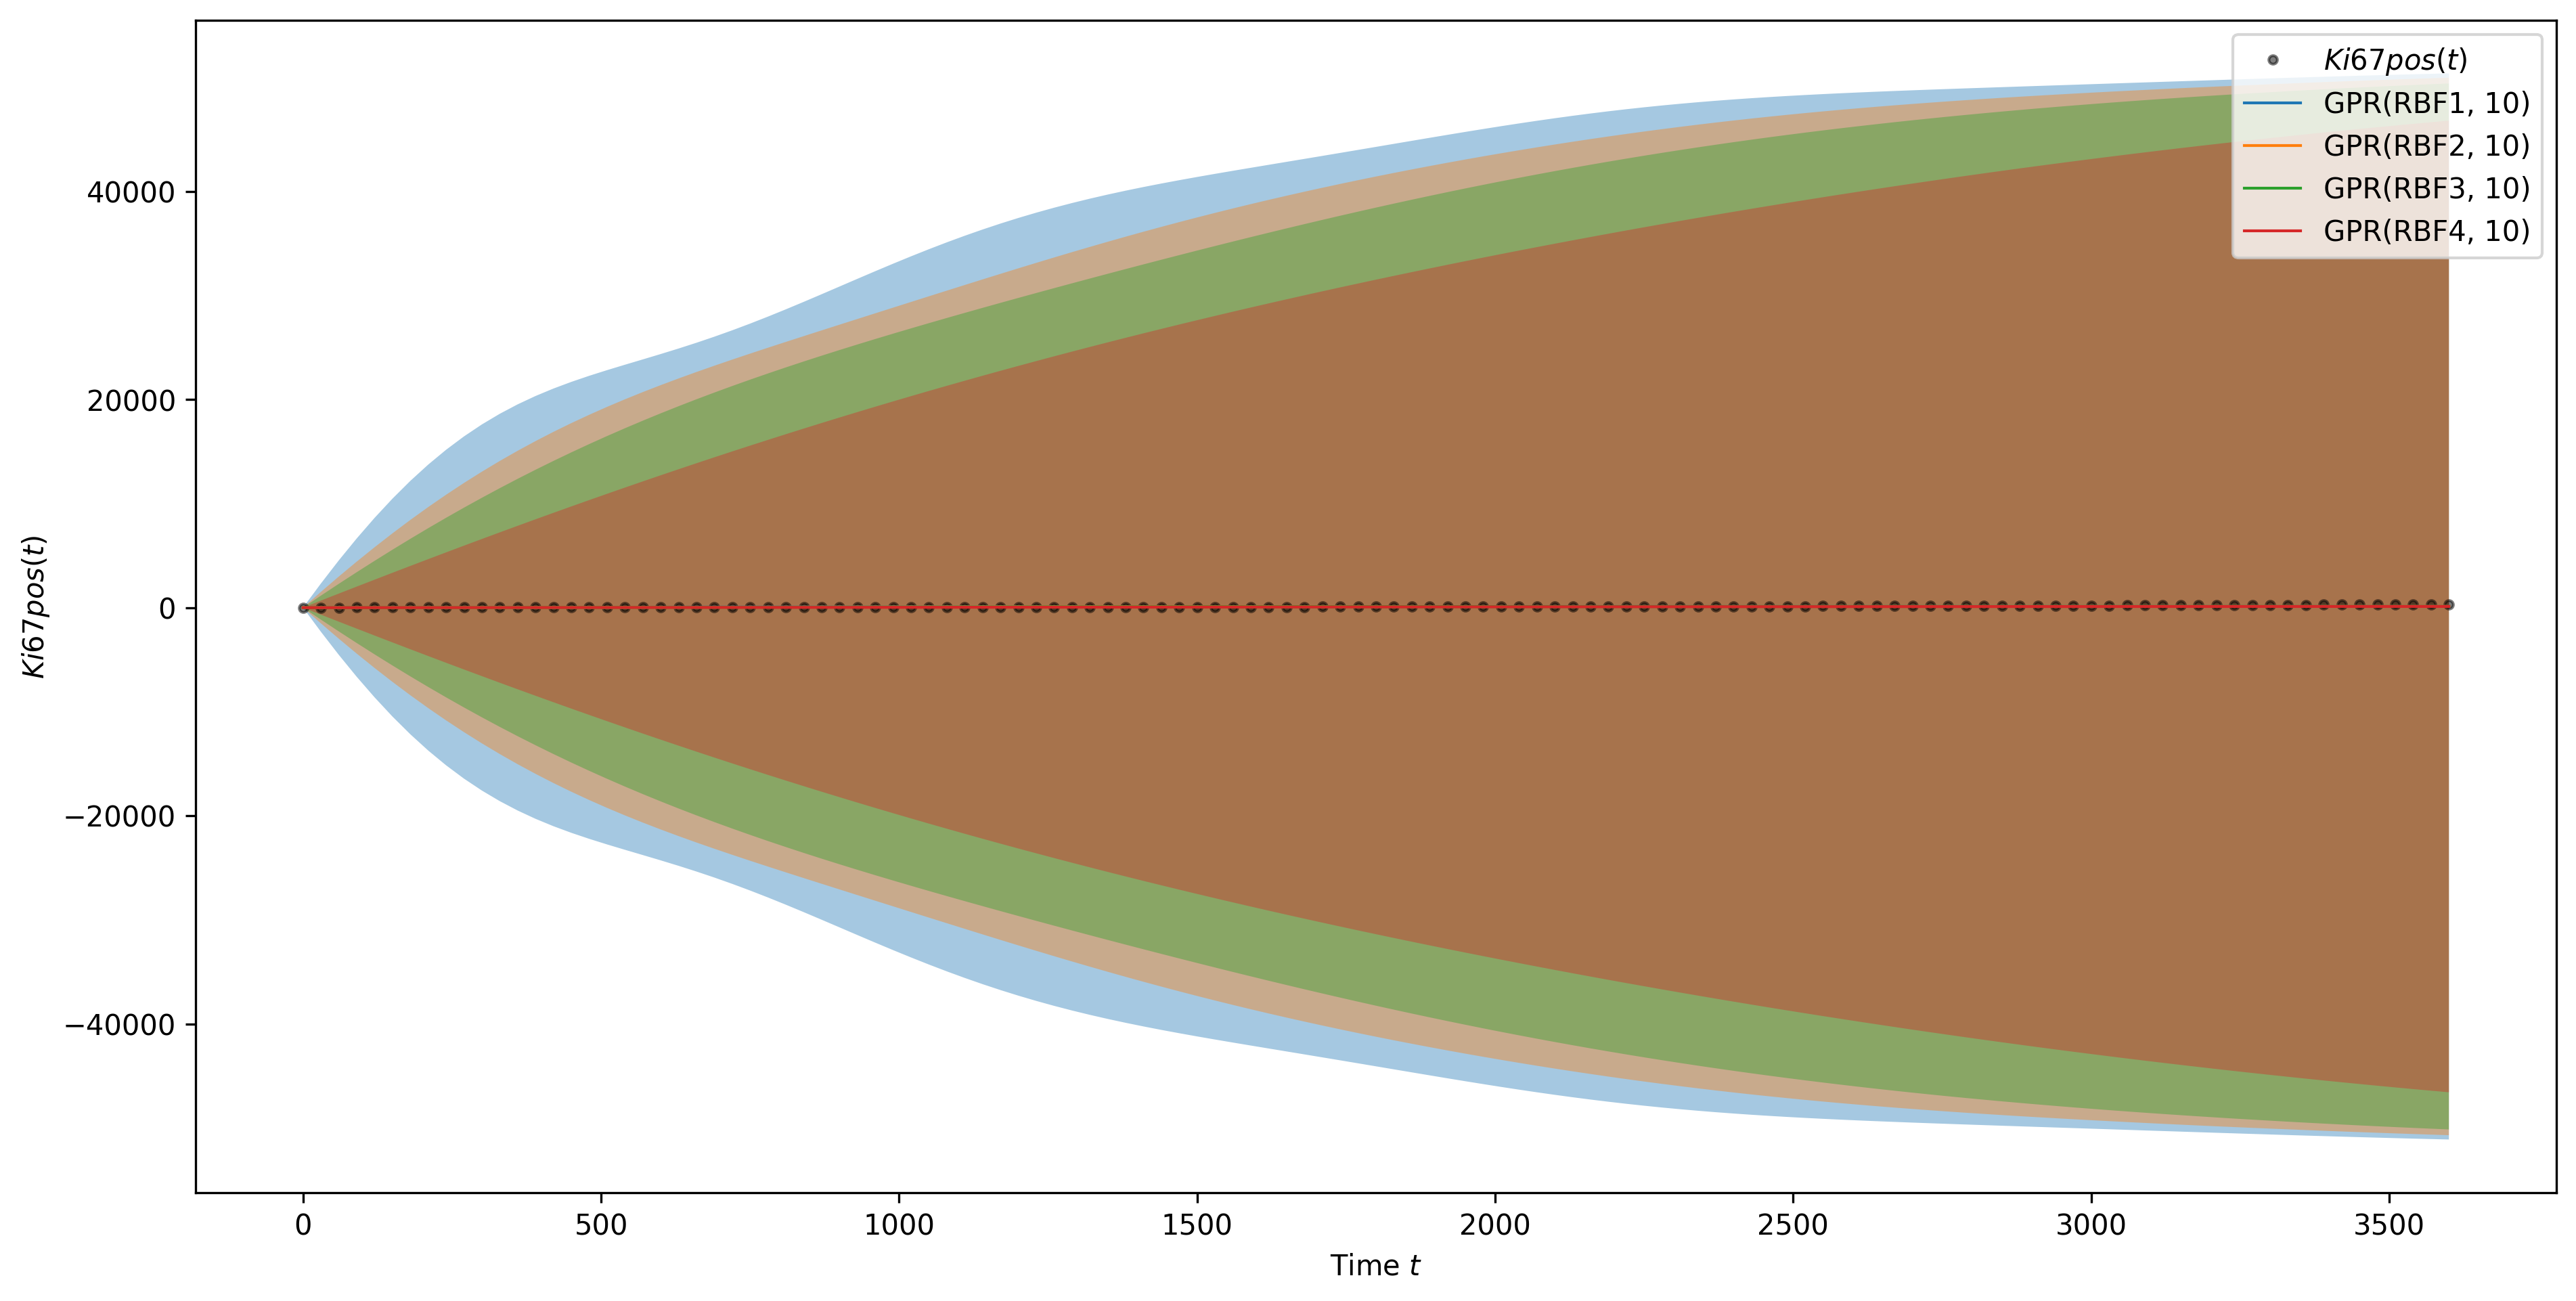 Ki67pos(t)
GPR(RBF1, 10)
GPR(RBF2, 10)
GPR(RBF3, 10)
GPR(RBF4, 10)
40000
20000
0
−20000
−40000
Ki67pos(t)
0 500 1000 1500 2000 2500 3000 3500
Time t